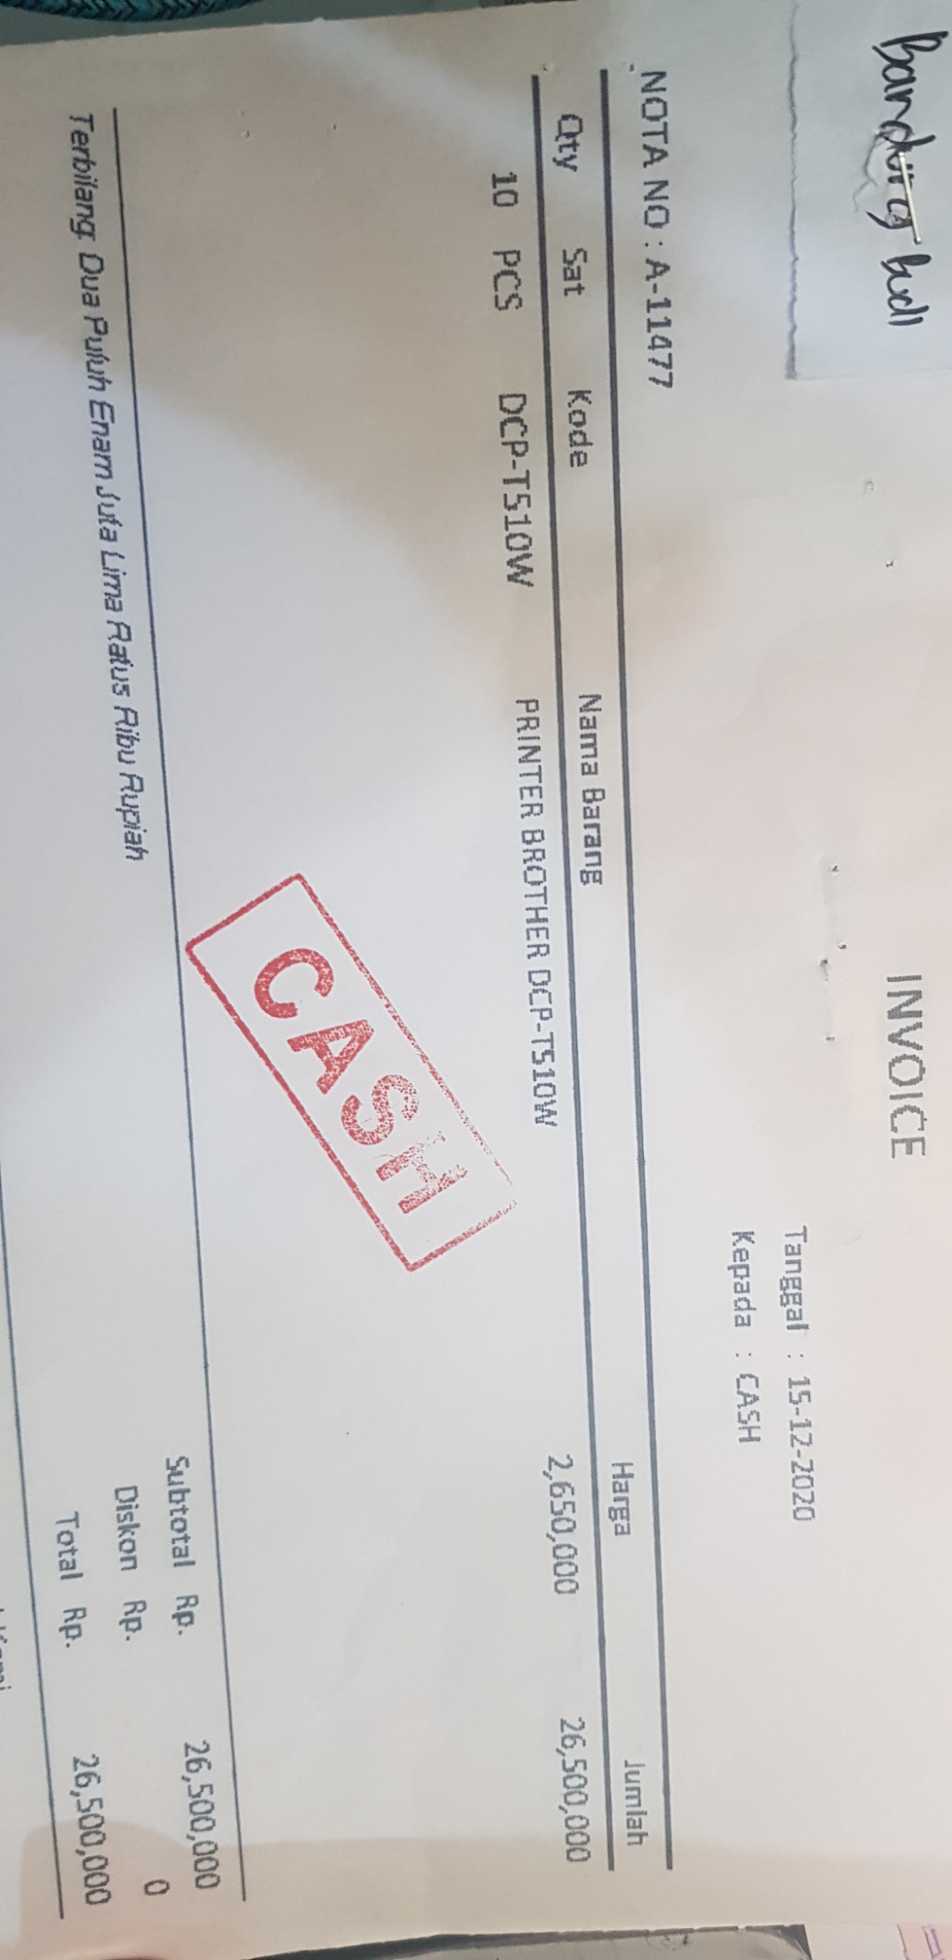 Bandung budi
INVOICE
Tanggal : 15-12-2020
Kepada : CASH
NOTA NO : A-11477
Qty Sat Kode Nama Barang Harga Jumlah
10 PCS DCP-T510W PRINTER BROTHER DCP-T510W 2,650,000 26,500,000
CASH
Subtotal Rp. 26,500,000
Diskon Rp. 0
Total Rp. 26,500,000
Terbilang: Dua Puluh Enam Juta Lima Ratus Ribu Rupiah